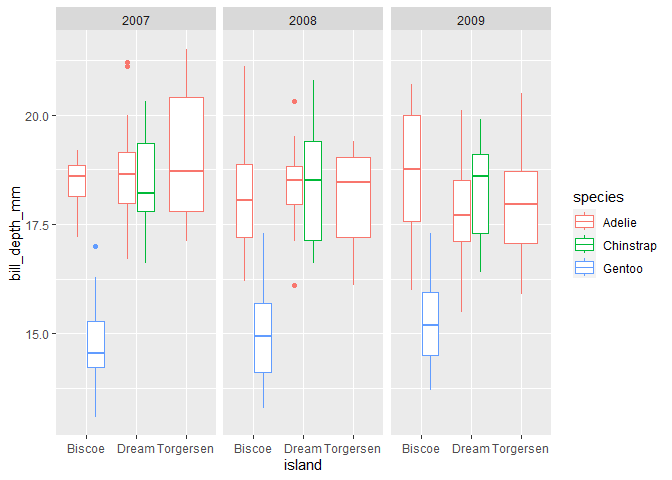 2007 2008 2009
20.0
17.5
15.0
bill_depth_mm
Biscoe Dream Torgersen Biscoe Dream Torgersen Biscoe Dream Torgersen
island
species
Adelie
Chinstrap
Gentoo